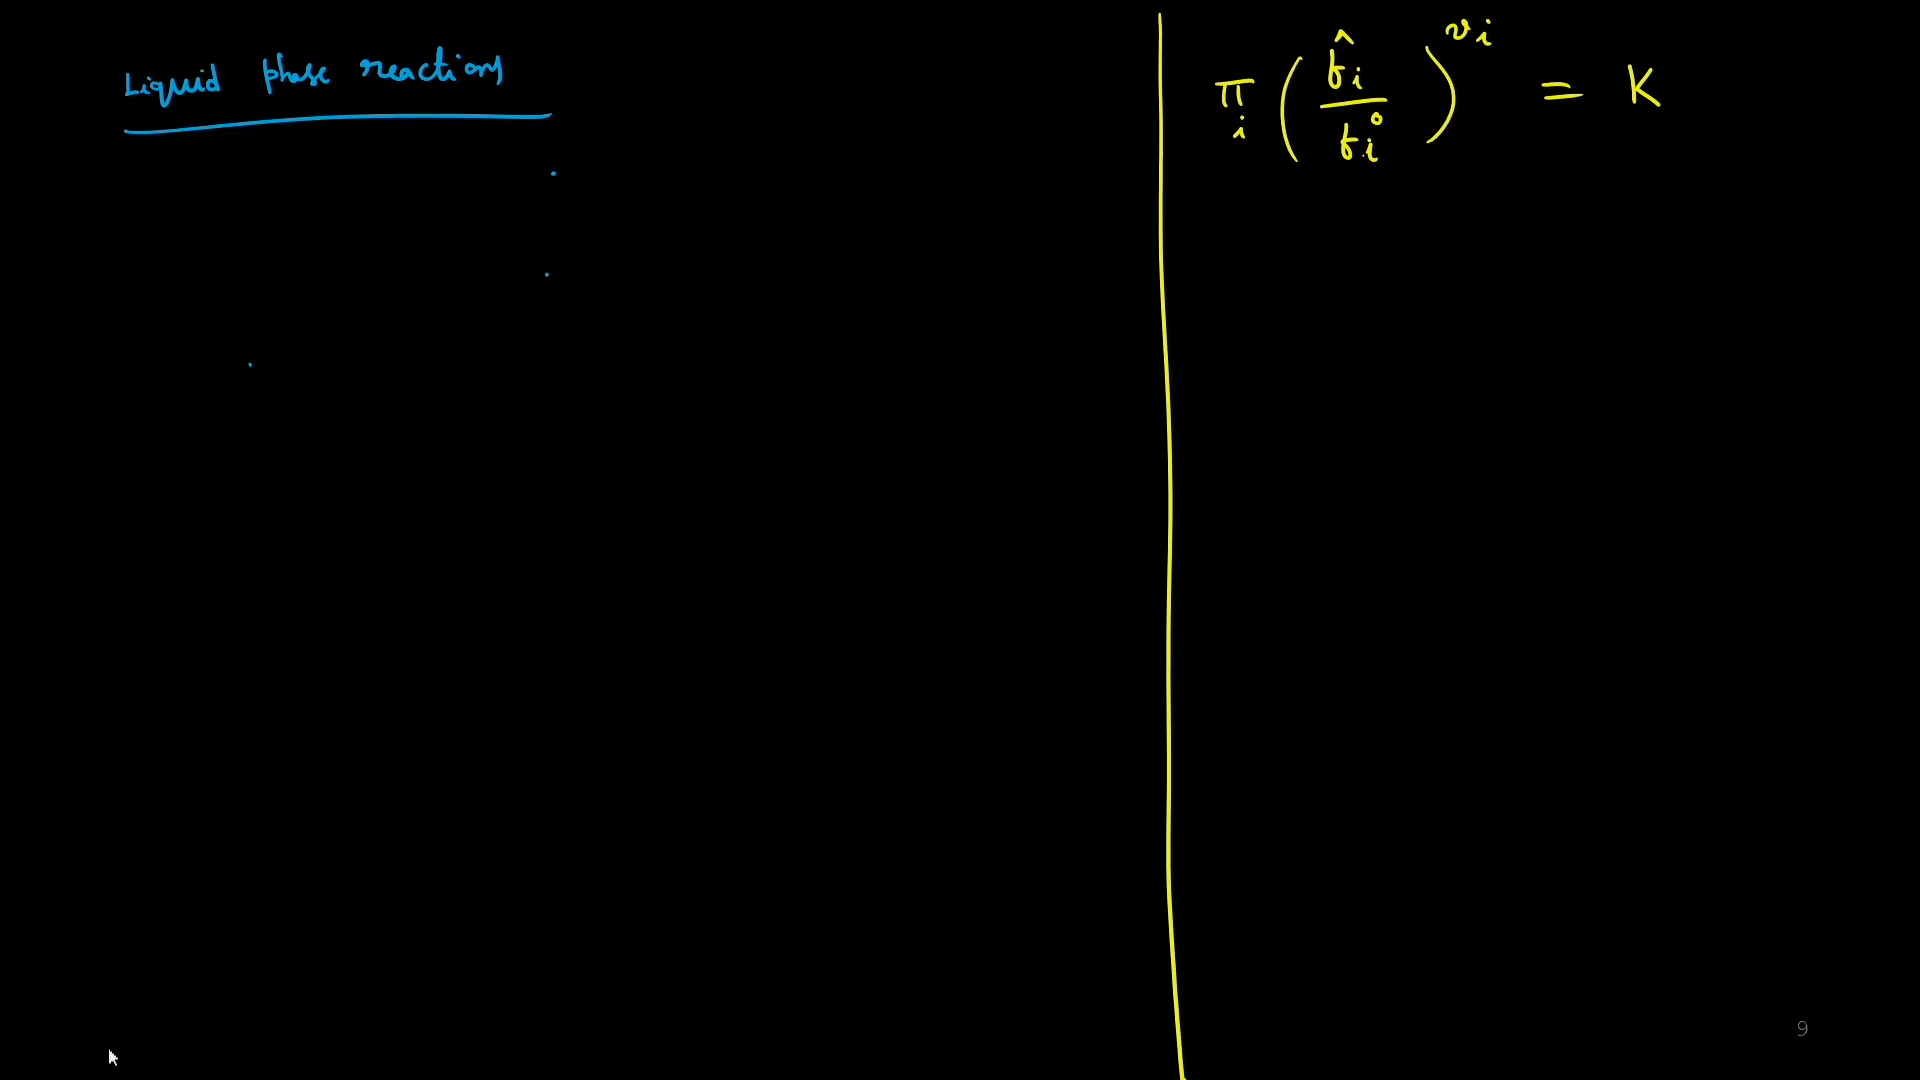 Liquid phase reactions
π_i ( f̂_i / f_i° )^{ν_i} = K
9